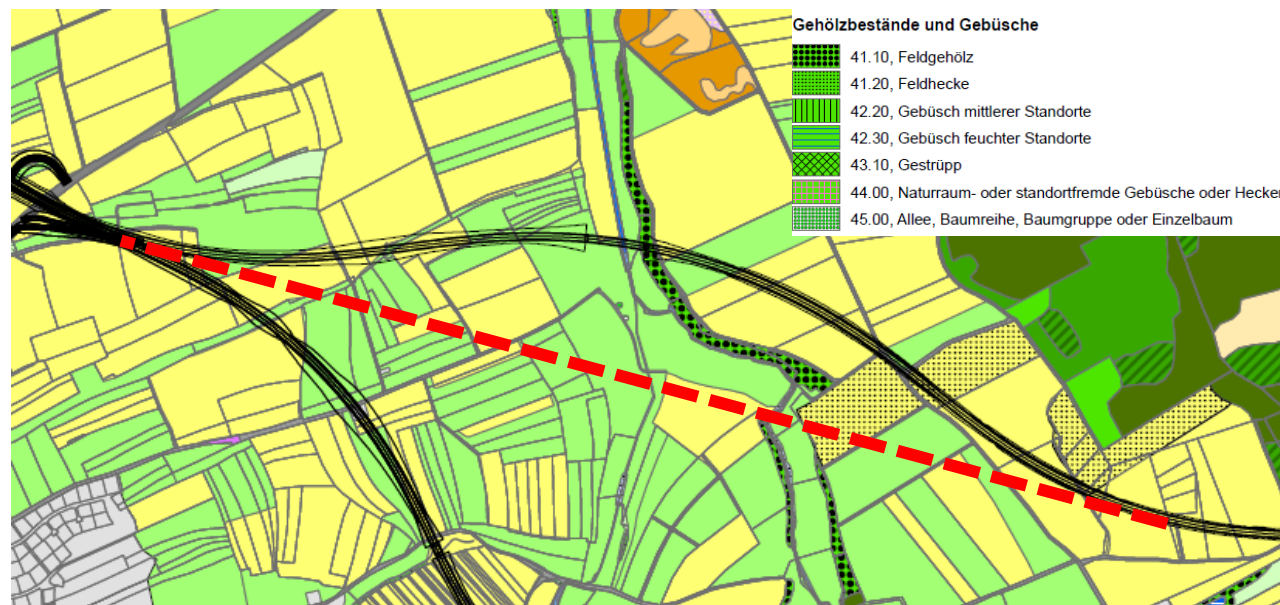 Gehölzbestände und Gebüsche
41.10, Feldgehölz
41.20, Feldhecke
42.20, Gebüsch mittlerer Standorte
42.30, Gebüsch feuchter Standorte
43.10, Gestrüpp
44.00, Naturraum- oder standortfremde Gebüsche oder Hecken
45.00, Allee, Baumreihe, Baumgruppe oder Einzelbaum